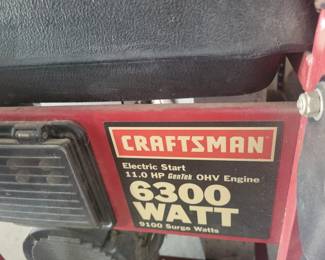 CRAFTSMAN
Electric Start
11.0 HP GenTek OHV Engine
6300
WATT
9100 Surge Watts